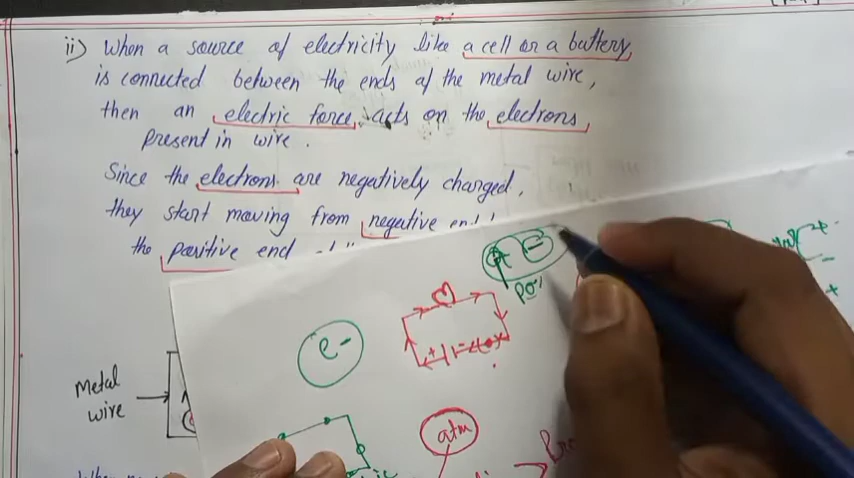 ii) When a source of electricity like a cell or a battery
is connected between the ends of the metal wire,
then an electric force acts on the electrons
present in wire.
Since the electrons are negatively charged,
they start moving from negative end
the positive end
+ -
+
-
+
e-
+ -
Metal
wire
atm